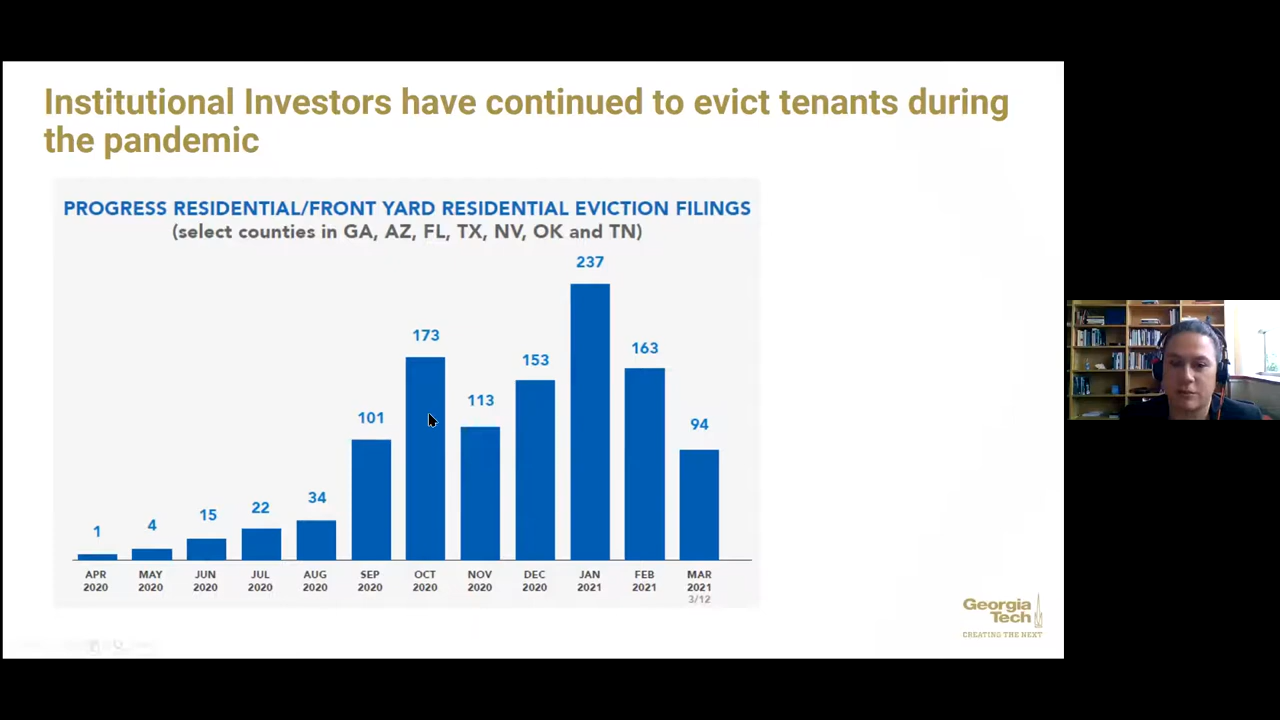 Institutional Investors have continued to evict tenants during
the pandemic
PROGRESS RESIDENTIAL/FRONT YARD RESIDENTIAL EVICTION FILINGS
(select counties in GA, AZ, FL, TX, NV, OK and TN)
237
173
163
153
113
101
94
34
22
15
4
1
APR MAY JUN JUL AUG SEP OCT NOV DEC JAN FEB MAR
2020 2020 2020 2020 2020 2020 2020 2020 2020 2021 2021 2021
3/12
Georgia
Tech
CREATING THE NEXT